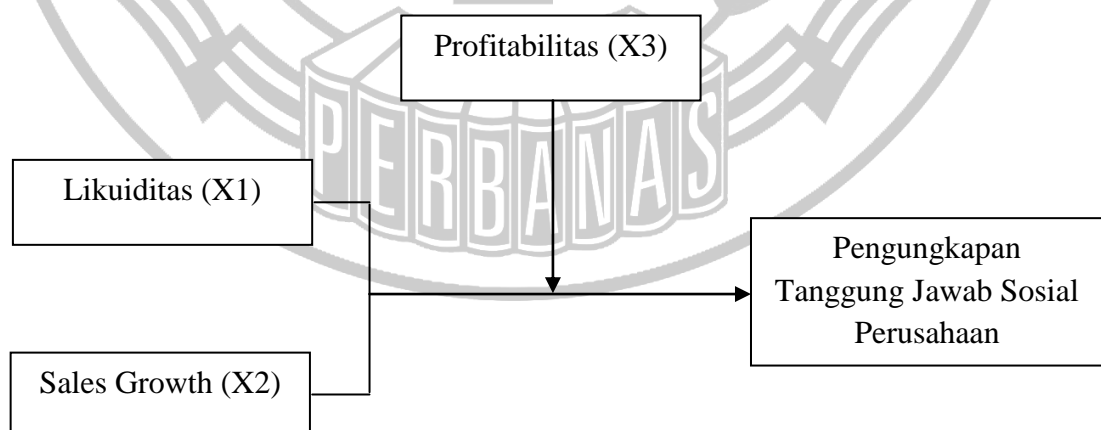 Profitabilitas (X3)
PERBANAS
Likuiditas (X1)
Pengungkapan
Tanggung Jawab Sosial
Perusahaan
Sales Growth (X2)